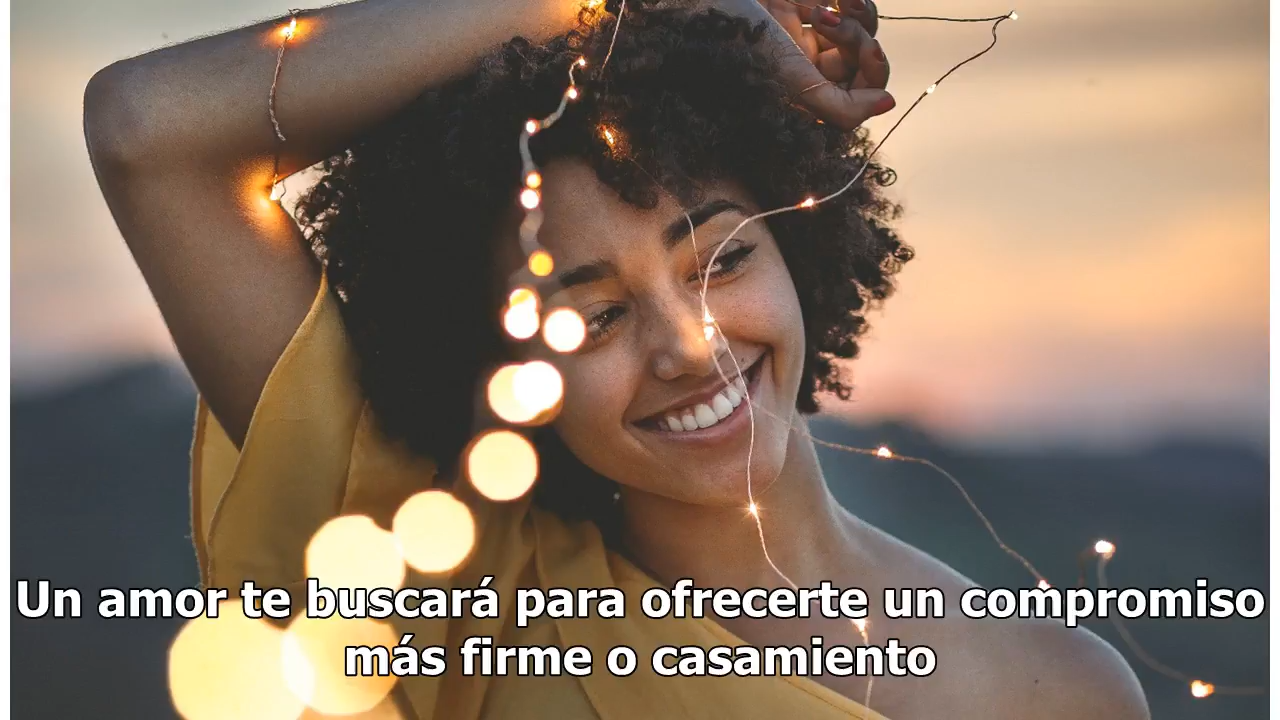 Un amor te buscará para ofrecerte un compromiso
más firme o casamiento